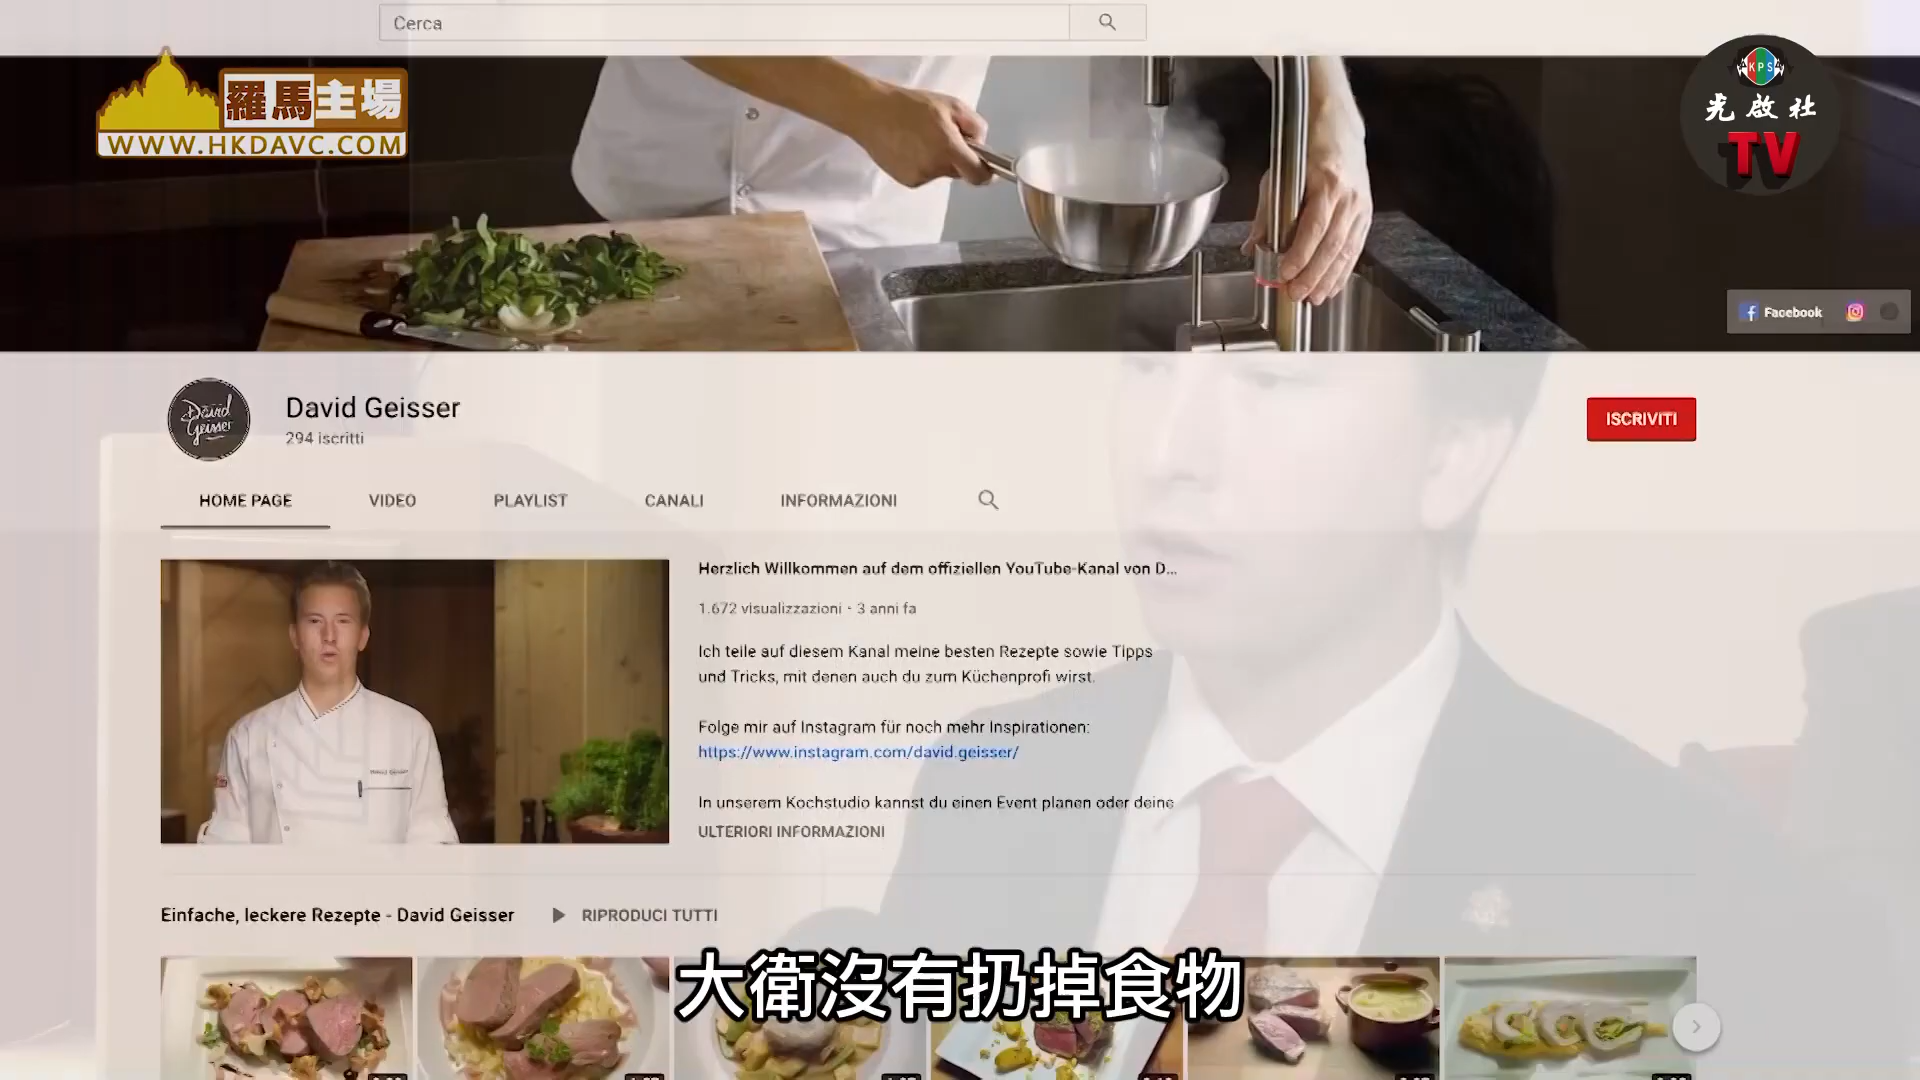 Cerca
羅馬主場
WWW.HKDAVC.COM
KPS
光啟社
TV
Facebook
David Geisser
David Geisser
294 iscritti
ISCRIVITI
HOME PAGE
VIDEO
PLAYLIST
CANALI
INFORMAZIONI
Herzlich Willkommen auf dem offiziellen YouTube-Kanal von D...
1.672 visualizzazioni · 3 anni fa
Ich teile auf diesem Kanal meine besten Rezepte sowie Tipps
und Tricks, mit denen auch du zum Küchenprofi wirst.
Folge mir auf Instagram für noch mehr Inspirationen:
https://www.instagram.com/david.geisser/
In unserem Kochstudio kannst du einen Event planen oder deine
ULTERIORI INFORMAZIONI
Einfache, leckere Rezepte - David Geisser
RIPRODUCI TUTTI
大衛沒有扔掉食物